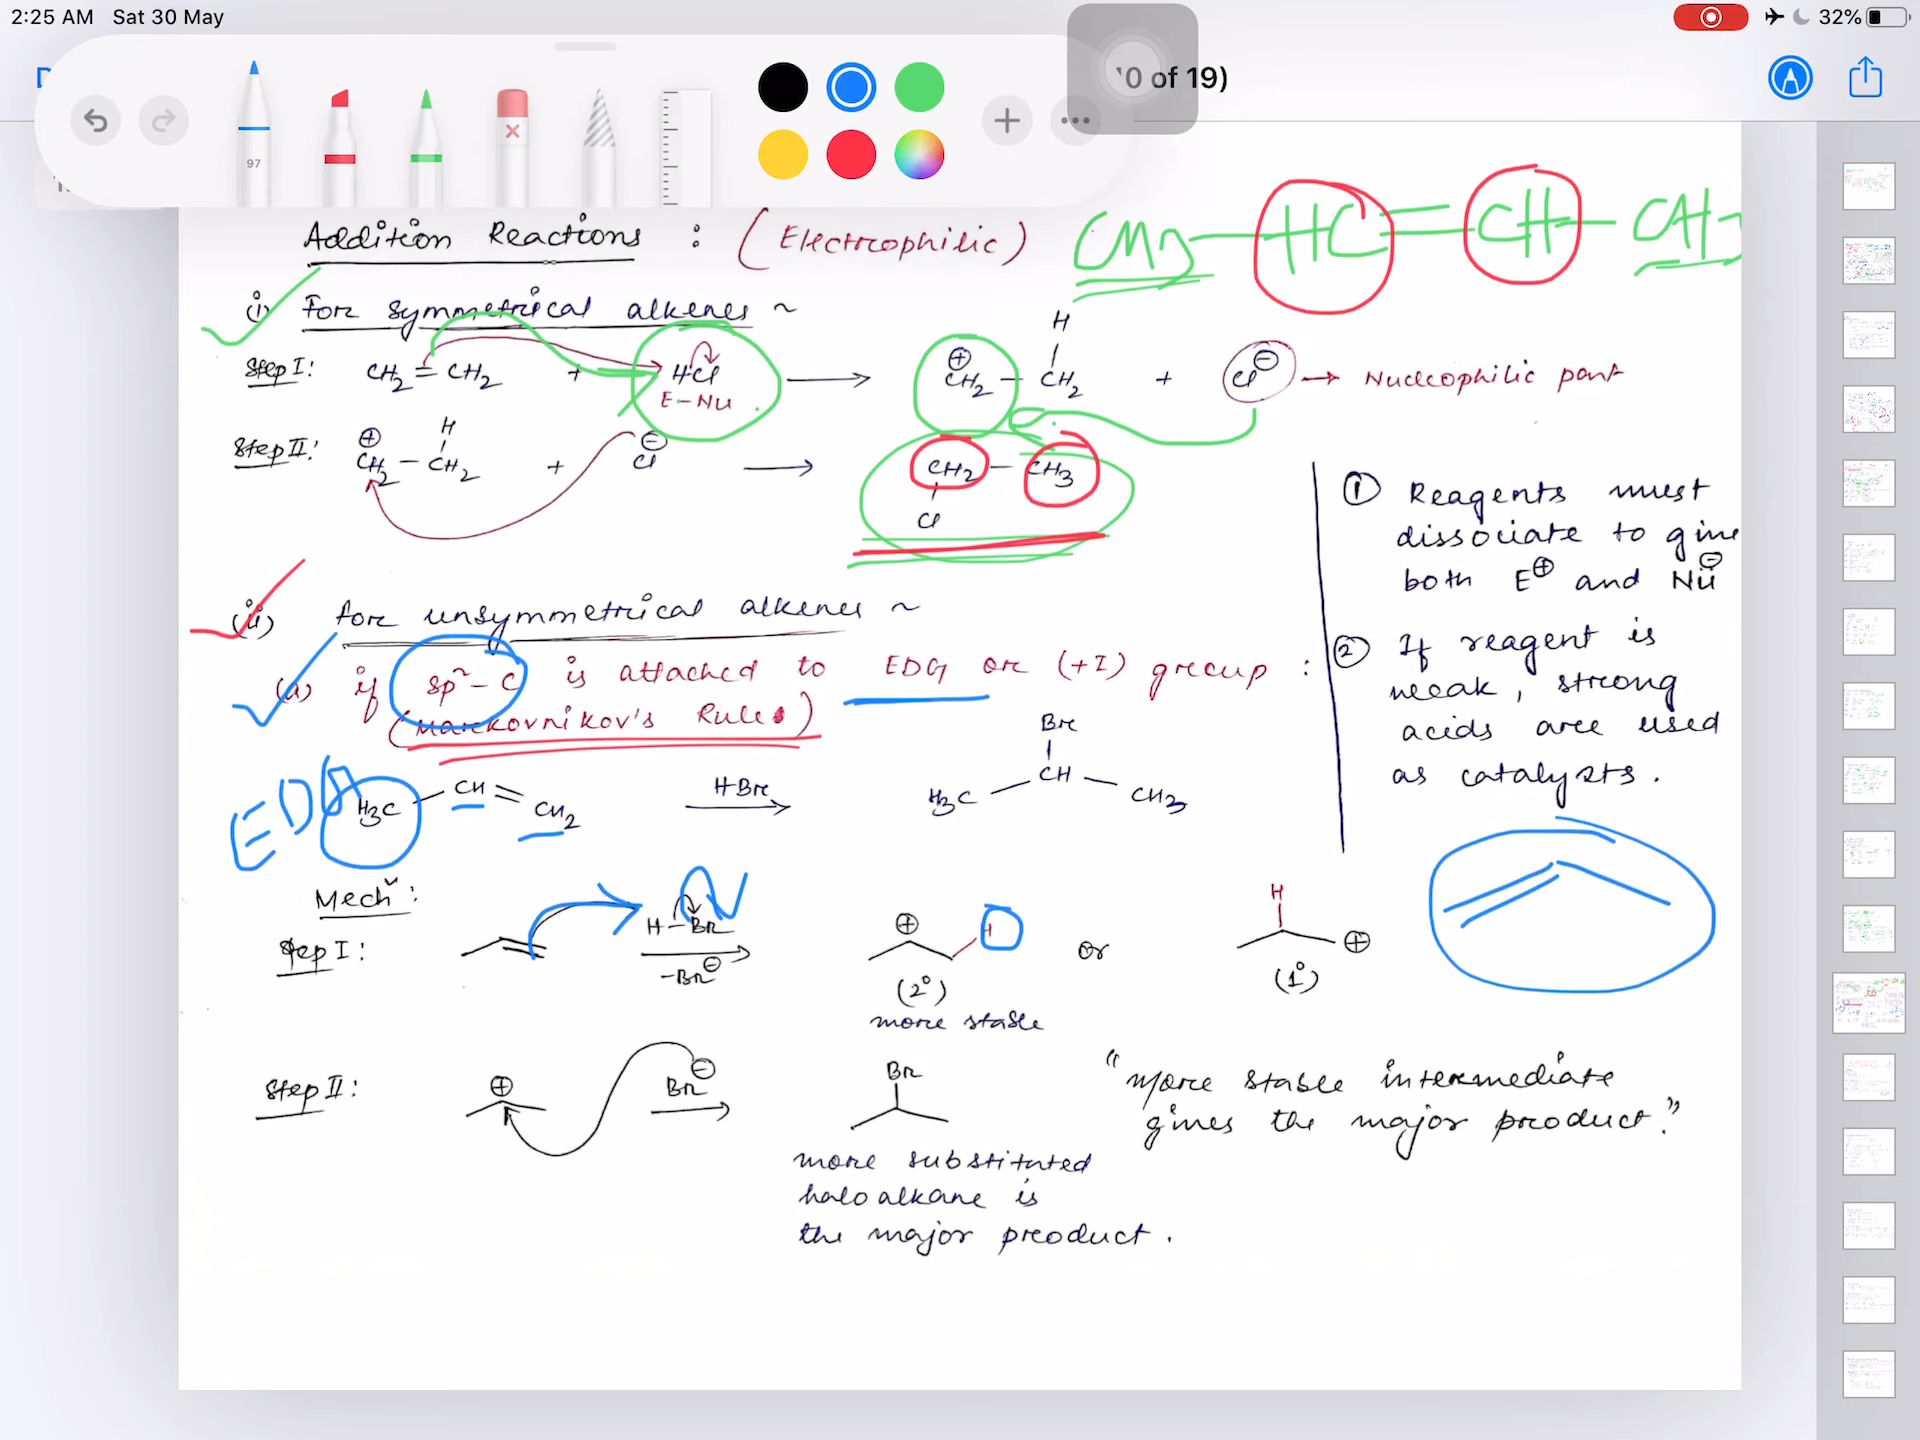 2:25 AM Sat 30 May
32%
0 of 19)
97
Addition Reactions : (Electrophilic)
CH3 — HC = CH — CH3
(i) For symmetrical alkenes ~
Step I: CH2 = CH2 + HCl → ⊕CH2 — CH2 + Cl⊖ → Nucleophilic part
E – Nu
H
Step II: ⊕CH2 — CH2 + Cl⊖ → CH2 — CH3
H
Cl
① Reagents must
dissociate to give
both E⊕ and Nü⊖
② If reagent is
weak, strong
acids are used
as catalysts.
(ii) for unsymmetrical alkenes ~
(a) if sp² – C is attached to EDG or (+I) group :
(Markovnikov's Rule)
EDG
H3C — CH = CH2 HBr → H3C — CH — CH3
Br
Mechˇ:
Step I: H – Br
–Br⊖
⊕ H or H ⊕
(2°) (1°)
more stable
Step II: ⊕ Br⊖ Br
"More stable intermediate
gives the major product."
more substituted
halo alkane is
the major product.